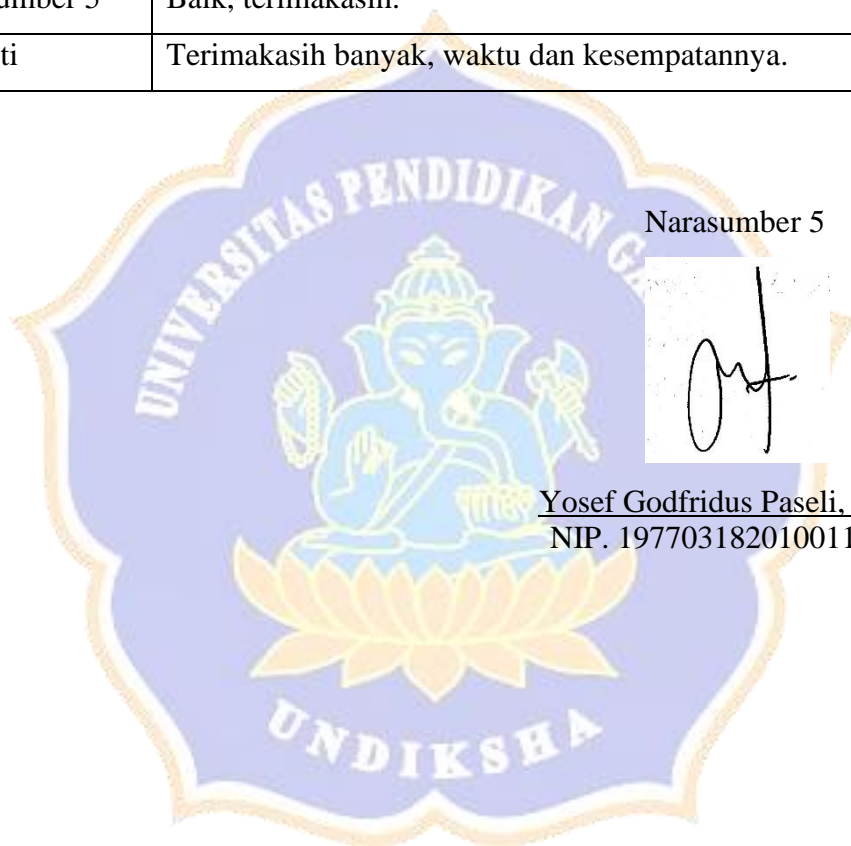 umber 5 Baik, terimakasih.
ti Terimakasih banyak, waktu dan kesempatannya.
UNIVERSITAS PENDIDIKAN GA
Narasumber 5
Yosef Godfridus Paseli,
NIP. 197703182010011
UNDIKSHA